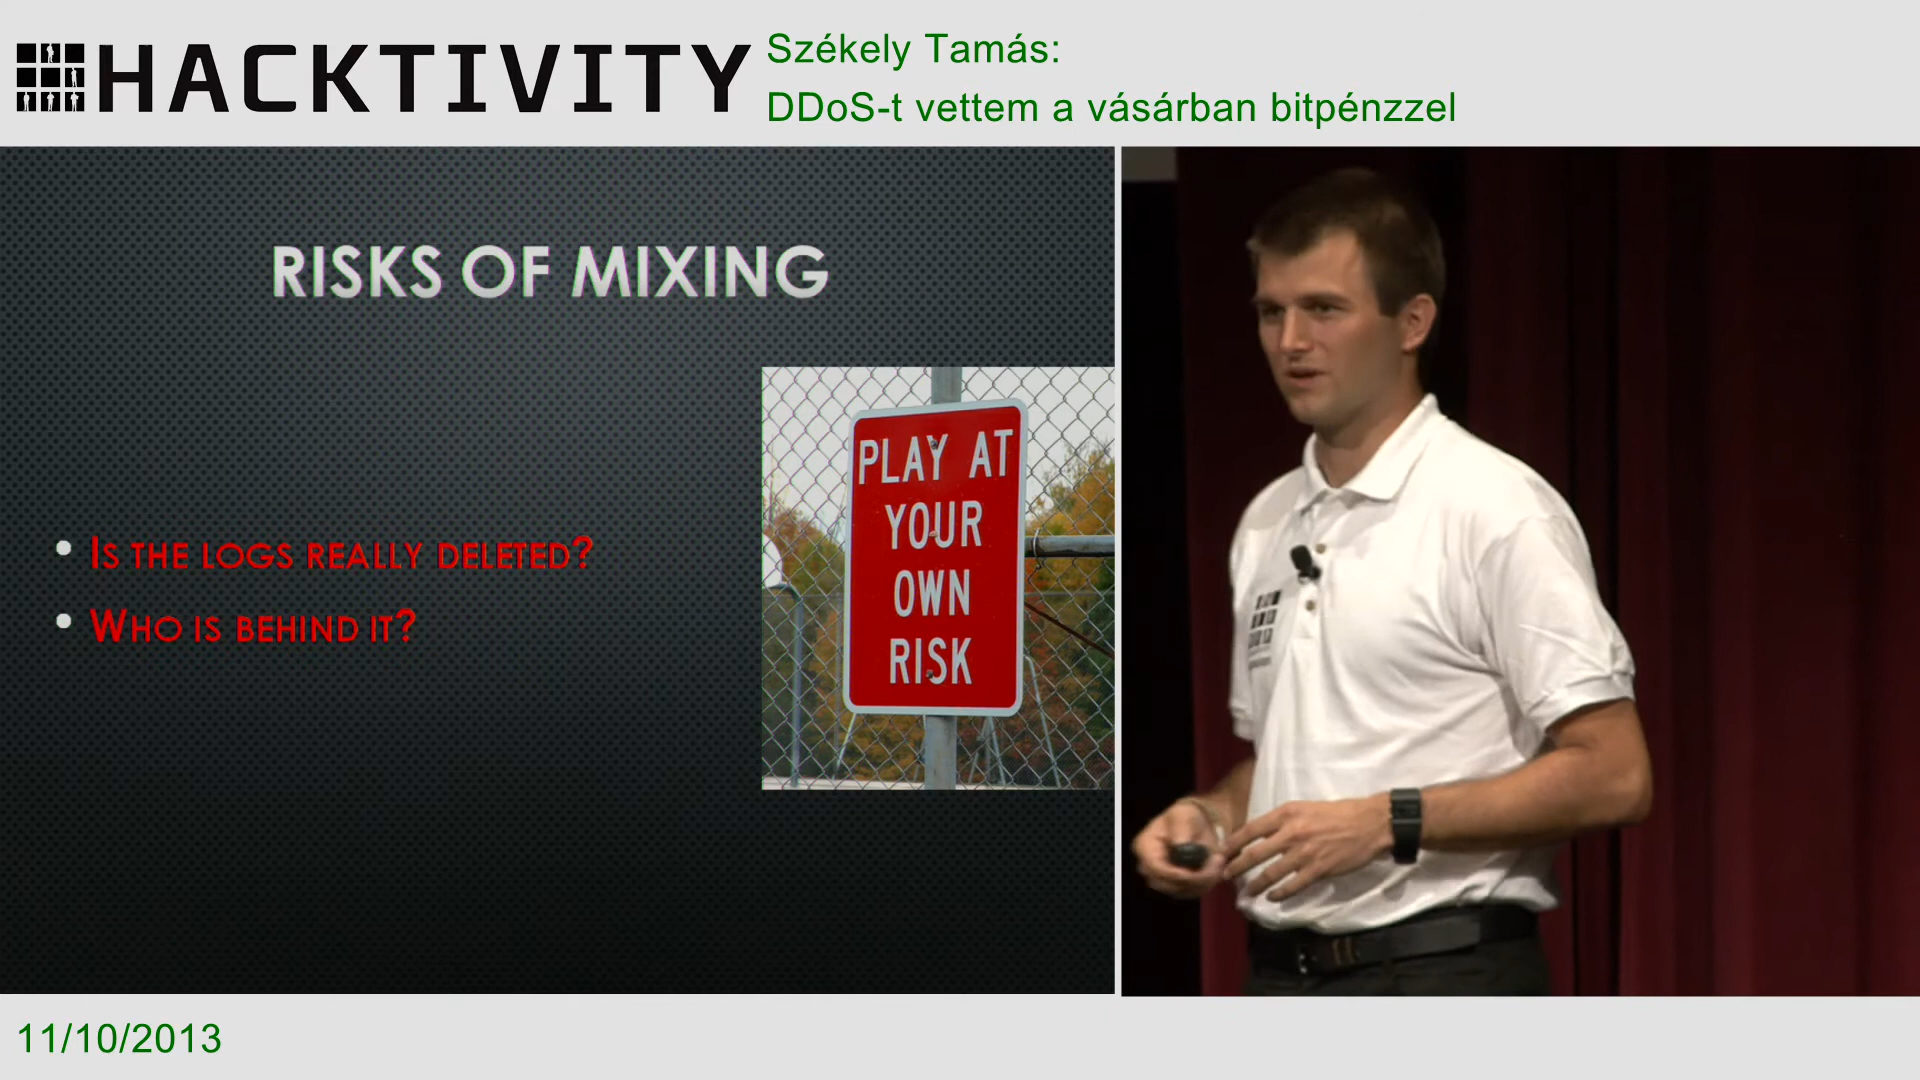 HACKTIVITY
Székely Tamás:
DDoS-t vettem a vásárban bitpénzzel
RISKS OF MIXING
IS THE LOGS REALLY DELETED?
WHO IS BEHIND IT?
PLAY AT
YOUR
OWN
RISK
11/10/2013